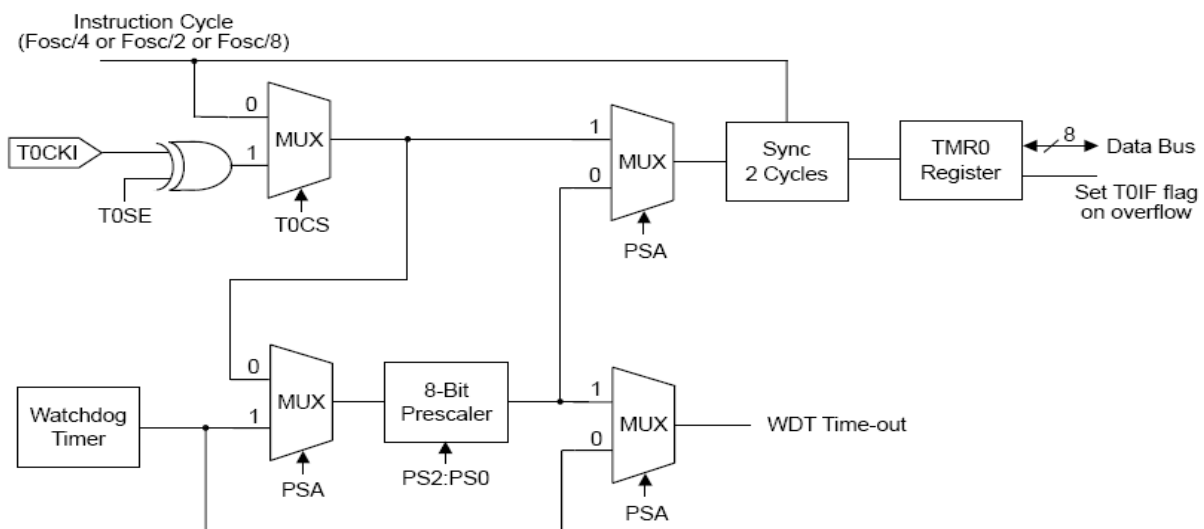 Instruction Cycle
(Fosc/4 or Fosc/2 or Fosc/8)
0
MUX
1
T0CKI
T0SE
T0CS
1
MUX
0
PSA
Sync
2 Cycles
TMR0
Register
8
Data Bus
Set T0IF flag
on overflow
Watchdog
Timer
0
MUX
1
PSA
8-Bit
Prescaler
PS2:PS0
1
MUX
0
PSA
WDT Time-out